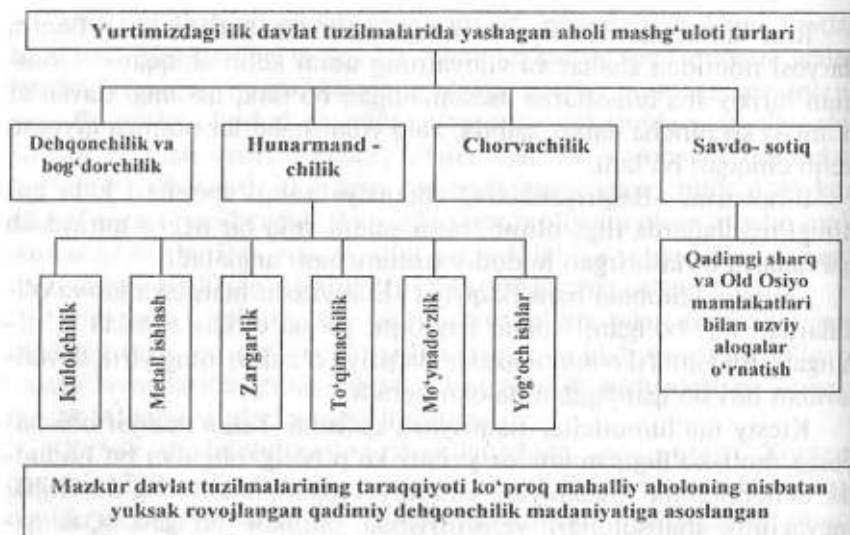 Yurtimizdagi ilk davlat tuzilmalarida yashagan aholi mashg‘uloti turlari
Dehqonchilik va
bog‘dorchilik
Hunarmand -
chilik
Chorvachilik
Savdo- sotiq
Kulolchilik
Metall ishlash
Zargarlik
To‘qimachilik
Mo‘ynado‘zlik
Yog‘och ishlar
Qadimgi sharq
va Old Osiyo
mamlakatlari
bilan uzviy
aloqalar
o‘rnatish
Mazkur davlat tuzilmalarining taraqqiyoti ko‘proq mahalliy aholoning nisbatan
yuksak rovojlangan qadimiy dehqonchilik madaniyatiga asoslangan